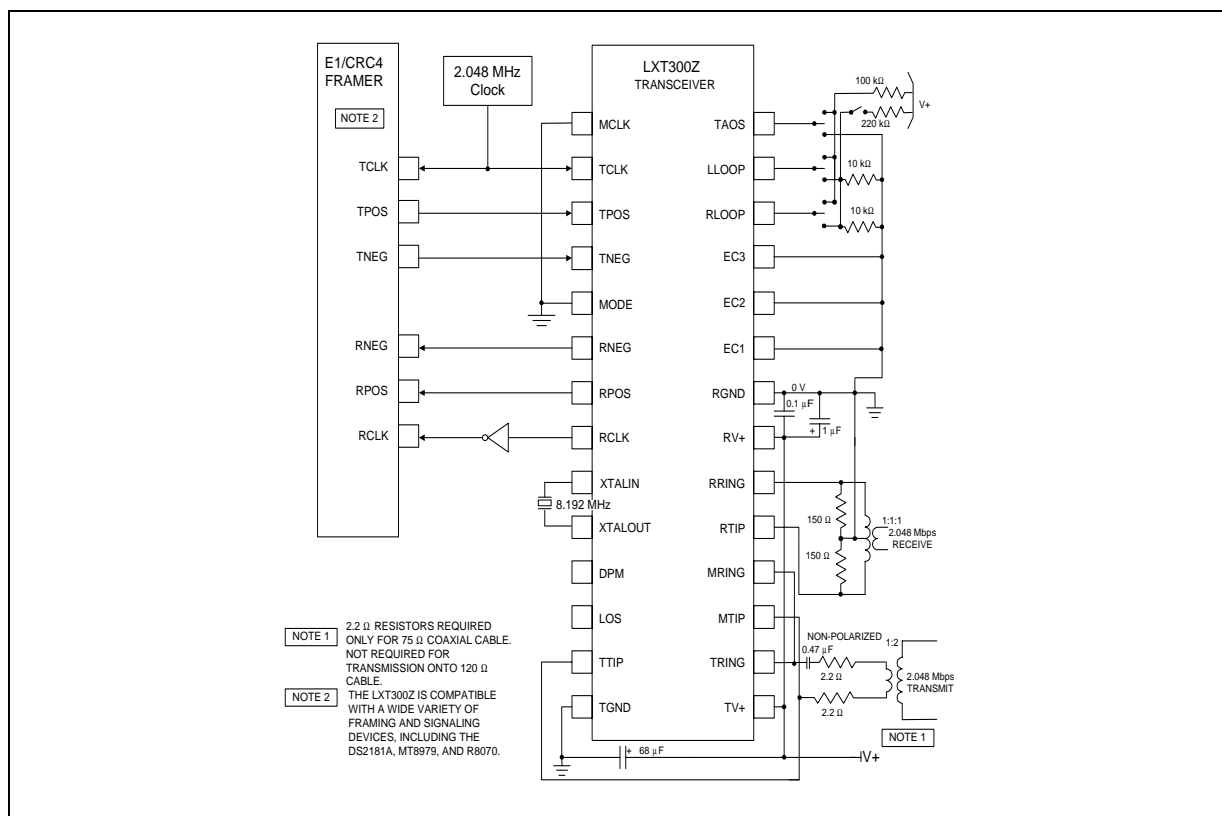 E1/CRC4
FRAMER
NOTE 2
TCLK
TPOS
TNEG
RNEG
RPOS
RCLK
2.048 MHz
Clock
LXT300Z
TRANSCEIVER
MCLK
TCLK
TPOS
TNEG
MODE
RNEG
RPOS
RCLK
XTALIN
XTALOUT
DPM
LOS
TTIP
TGND
8.192 MHz
TAOS
LLOOP
RLOOP
EC3
EC2
EC1
RGND
RV+
RRING
RTIP
MRING
MTIP
TRING
TV+
100 kΩ
V+
220 kΩ
10 kΩ
10 kΩ
0 V
0.1 µF
+ 1 µF
150 Ω
150 Ω
1:1:1
2.048 Mbps
RECEIVE
NON-POLARIZED
0.47 µF
2.2 Ω
2.2 Ω
1:2
2.048 Mbps
TRANSMIT
NOTE 1
+ 68 µF
V+
NOTE 1
2.2 Ω RESISTORS REQUIRED
ONLY FOR 75 Ω COAXIAL CABLE.
NOT REQUIRED FOR
TRANSMISSION ONTO 120 Ω
CABLE.
NOTE 2
THE LXT300Z IS COMPATIBLE
WITH A WIDE VARIETY OF
FRAMING AND SIGNALING
DEVICES, INCLUDING THE
DS2181A, MT8979, AND R8070.